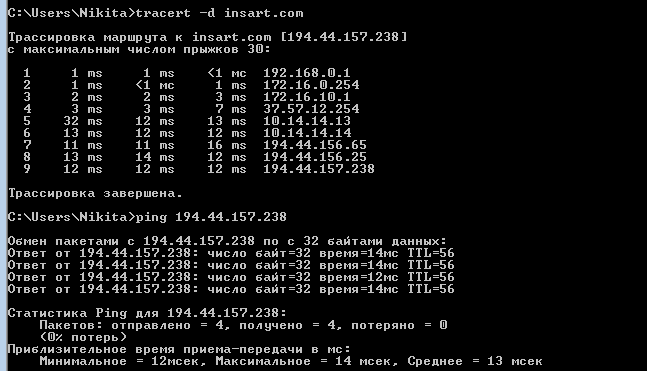 C:\Users\Nikita>tracert -d insart.com
Трассировка маршрута к insart.com [194.44.157.238]
с максимальным числом прыжков 30:
1 1 ms 1 ms <1 мс 192.168.0.1
2 1 ms <1 мс 1 ms 172.16.0.254
3 2 ms 2 ms 3 ms 172.16.10.1
4 3 ms 3 ms 7 ms 37.57.12.254
5 32 ms 12 ms 13 ms 10.14.14.13
6 13 ms 12 ms 12 ms 10.14.14.14
7 11 ms 11 ms 16 ms 194.44.156.65
8 13 ms 14 ms 12 ms 194.44.156.25
9 12 ms 12 ms 12 ms 194.44.157.238
Трассировка завершена.
C:\Users\Nikita>ping 194.44.157.238
Обмен пакетами с 194.44.157.238 по с 32 байтами данных:
Ответ от 194.44.157.238: число байт=32 время=14мс TTL=56
Ответ от 194.44.157.238: число байт=32 время=14мс TTL=56
Ответ от 194.44.157.238: число байт=32 время=12мс TTL=56
Ответ от 194.44.157.238: число байт=32 время=14мс TTL=56
Статистика Ping для 194.44.157.238:
Пакетов: отправлено = 4, получено = 4, потеряно = 0
(0% потерь)
Приблизительное время приема-передачи в мс:
Минимальное = 12мсек, Максимальное = 14 мсек, Среднее = 13 мсек